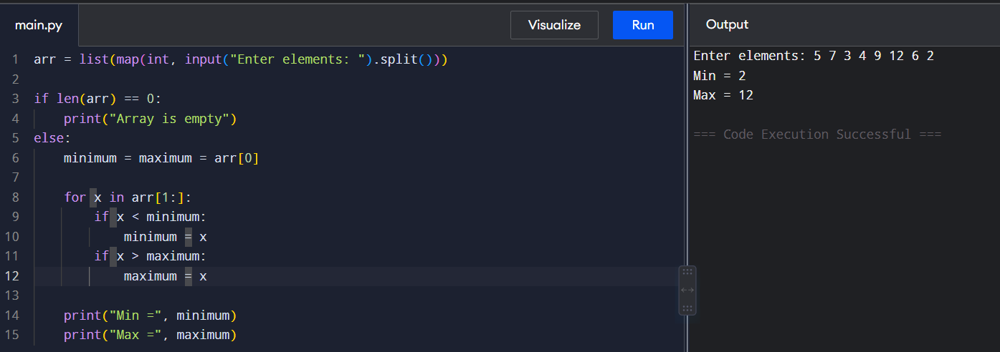 main.py
Visualize
Run
1 arr = list(map(int, input("Enter elements: ").split()))
2
3 if len(arr) == 0:
4     print("Array is empty")
5 else:
6     minimum = maximum = arr[0]
7
8     for x in arr[1:]:
9         if x < minimum:
10             minimum = x
11         if x > maximum:
12             maximum = x
13
14     print("Min =", minimum)
15     print("Max =", maximum)
Output
Enter elements: 5 7 3 4 9 12 6 2
Min = 2
Max = 12
=== Code Execution Successful ===